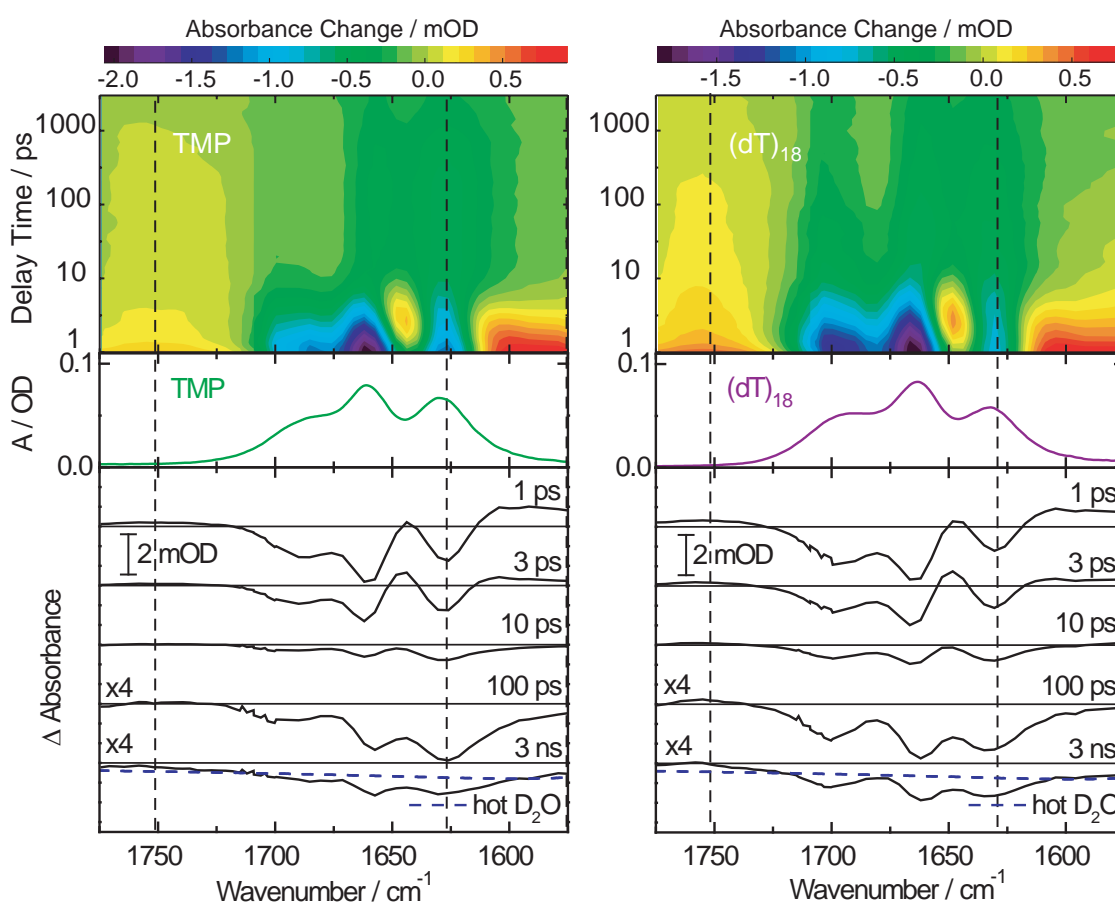 Absorbance Change / mOD
-2.0 -1.5 -1.0 -0.5 0.0 0.5
Delay Time / ps
1000
100
10
1
TMP
A / OD
0.1
0.0
TMP
Δ Absorbance
1 ps
2 mOD
3 ps
10 ps
x4 100 ps
x4 3 ns
hot D₂O
1750 1700 1650 1600
Wavenumber / cm⁻¹
Absorbance Change / mOD
-1.5 -1.0 -0.5 0.0 0.5
1000
100
10
1
(dT)₁₈
0.1
0.0
(dT)₁₈
1 ps
2 mOD
3 ps
10 ps
x4 100 ps
x4 3 ns
hot D₂O
1750 1700 1650 1600
Wavenumber / cm⁻¹